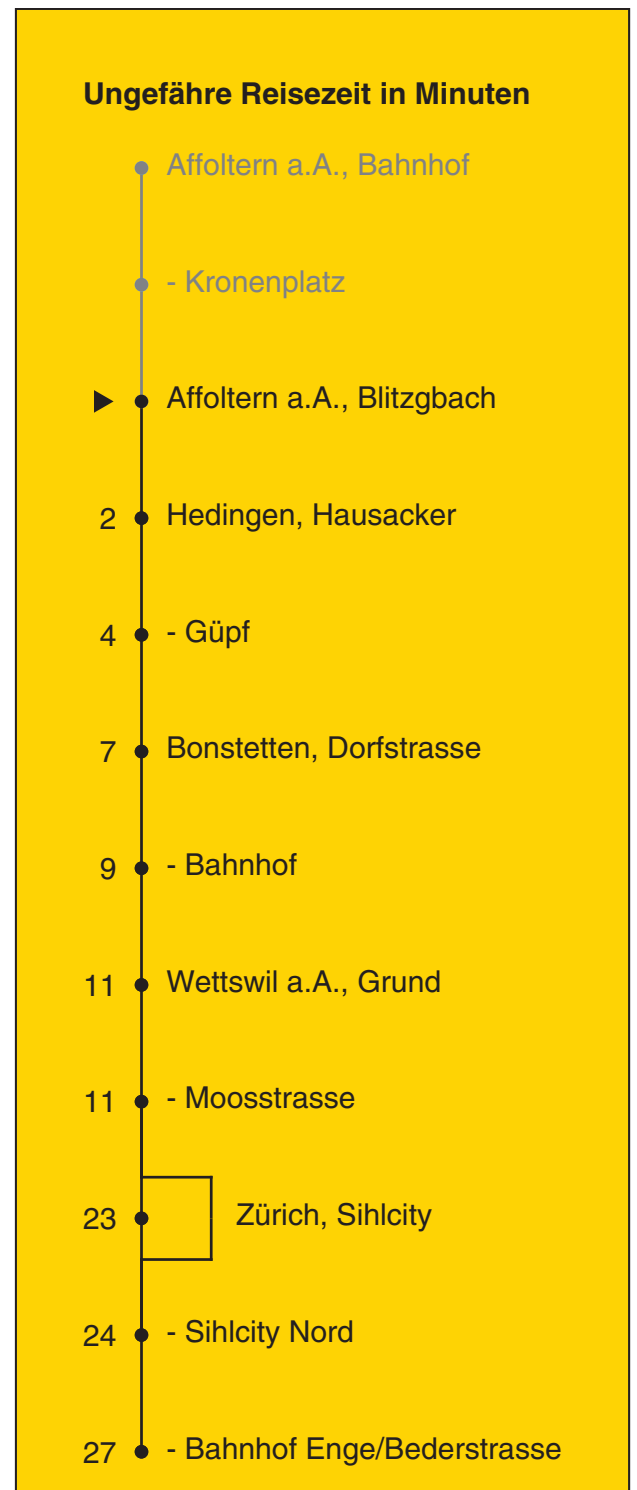 Ungefähre Reisezeit in Minuten
Affoltern a.A., Bahnhof
- Kronenplatz
Affoltern a.A., Blitzgbach
2 Hedingen, Hausacker
4 - Güpf
7 Bonstetten, Dorfstrasse
9 - Bahnhof
11 Wettswil a.A., Grund
11 - Moosstrasse
23 Zürich, Sihlcity
24 - Sihlcity Nord
27 - Bahnhof Enge/Bederstrasse